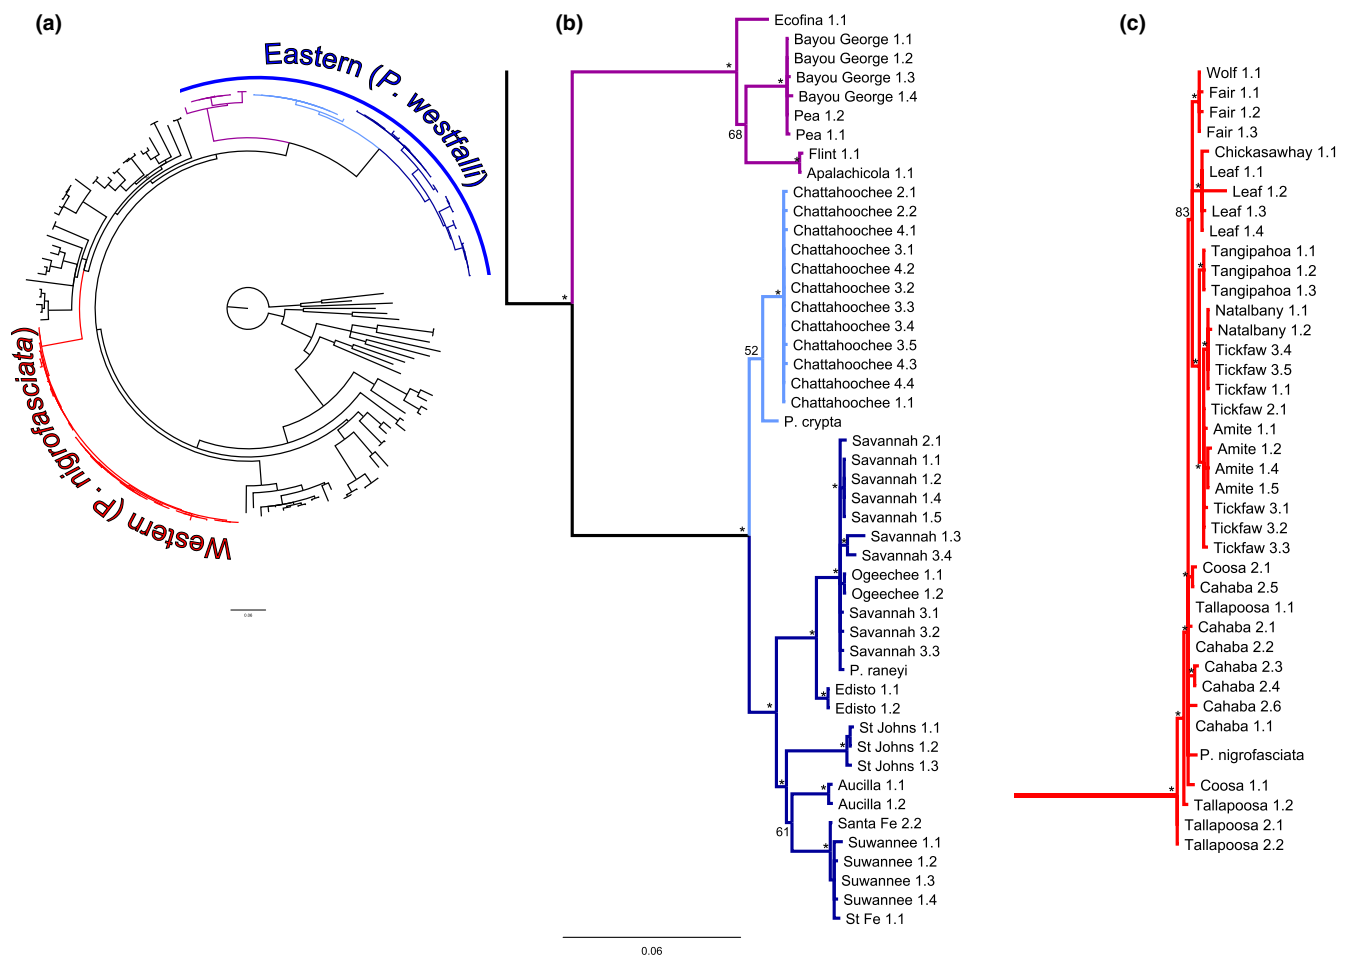 (a)
Eastern (P. westfalli)
Western (P. nigrofasciata)
0.06
(b)
*
Ecofina 1.1
Bayou George 1.1
Bayou George 1.2
Bayou George 1.3
*
Bayou George 1.4
Pea 1.2
Pea 1.1
68
Flint 1.1
*
Apalachicola 1.1
Chattahoochee 2.1
Chattahoochee 2.2
Chattahoochee 4.1
Chattahoochee 3.1
Chattahoochee 4.2
Chattahoochee 3.2
*
*
Chattahoochee 3.3
Chattahoochee 3.4
Chattahoochee 3.5
52
Chattahoochee 4.3
Chattahoochee 4.4
Chattahoochee 1.1
P. crypta
Savannah 2.1
Savannah 1.1
Savannah 1.2
*
Savannah 1.4
Savannah 1.5
*
Savannah 1.3
*
Savannah 3.4
*
Ogeechee 1.1
Ogeechee 1.2
Savannah 3.1
Savannah 3.2
*
Savannah 3.3
P. raneyi
Edisto 1.1
*
Edisto 1.2
*
St Johns 1.1
St Johns 1.2
*
St Johns 1.3
*
Aucilla 1.1
*
Aucilla 1.2
Santa Fe 2.2
61
Suwannee 1.1
*
Suwannee 1.2
Suwannee 1.3
Suwannee 1.4
St Fe 1.1
0.06
(c)
Wolf 1.1
Fair 1.1
*
Fair 1.2
Fair 1.3
Chickasawhay 1.1
Leaf 1.1
*
Leaf 1.2
Leaf 1.3
83
Leaf 1.4
Tangipahoa 1.1
*
Tangipahoa 1.2
Tangipahoa 1.3
Natalbany 1.1
Natalbany 1.2
*
Tickfaw 3.4
*
Tickfaw 3.5
Tickfaw 1.1
Tickfaw 2.1
Amite 1.1
Amite 1.2
*
Amite 1.4
Amite 1.5
Tickfaw 3.1
Tickfaw 3.2
Tickfaw 3.3
Coosa 2.1
*
Cahaba 2.5
Tallapoosa 1.1
*
Cahaba 2.1
Cahaba 2.2
Cahaba 2.3
*
Cahaba 2.4
Cahaba 2.6
*
Cahaba 1.1
P. nigrofasciata
Coosa 1.1
*
Tallapoosa 1.2
Tallapoosa 2.1
Tallapoosa 2.2